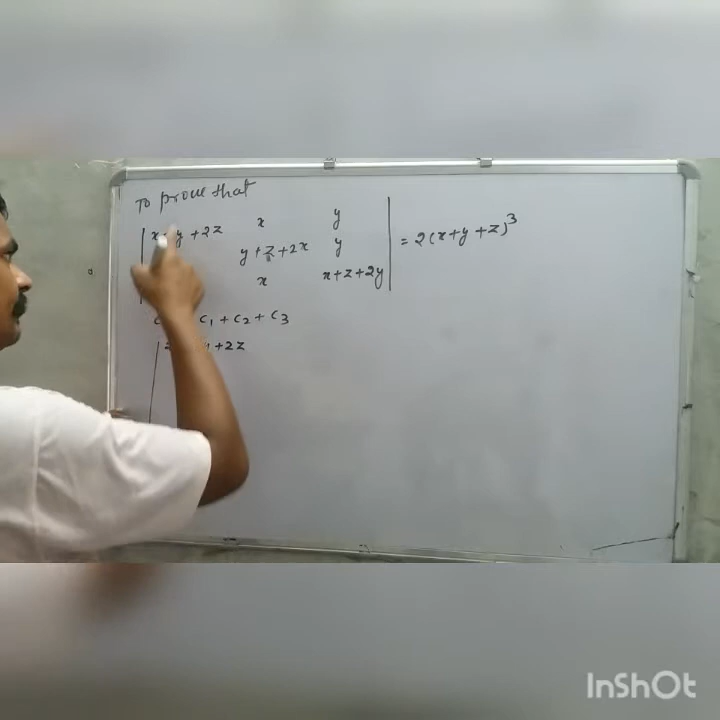 To prove that
x+y+2z x y
y+z+2x y = 2(x+y+z)³
x x+z+2y
C₁+C₂+C₃
+2z
InShOt